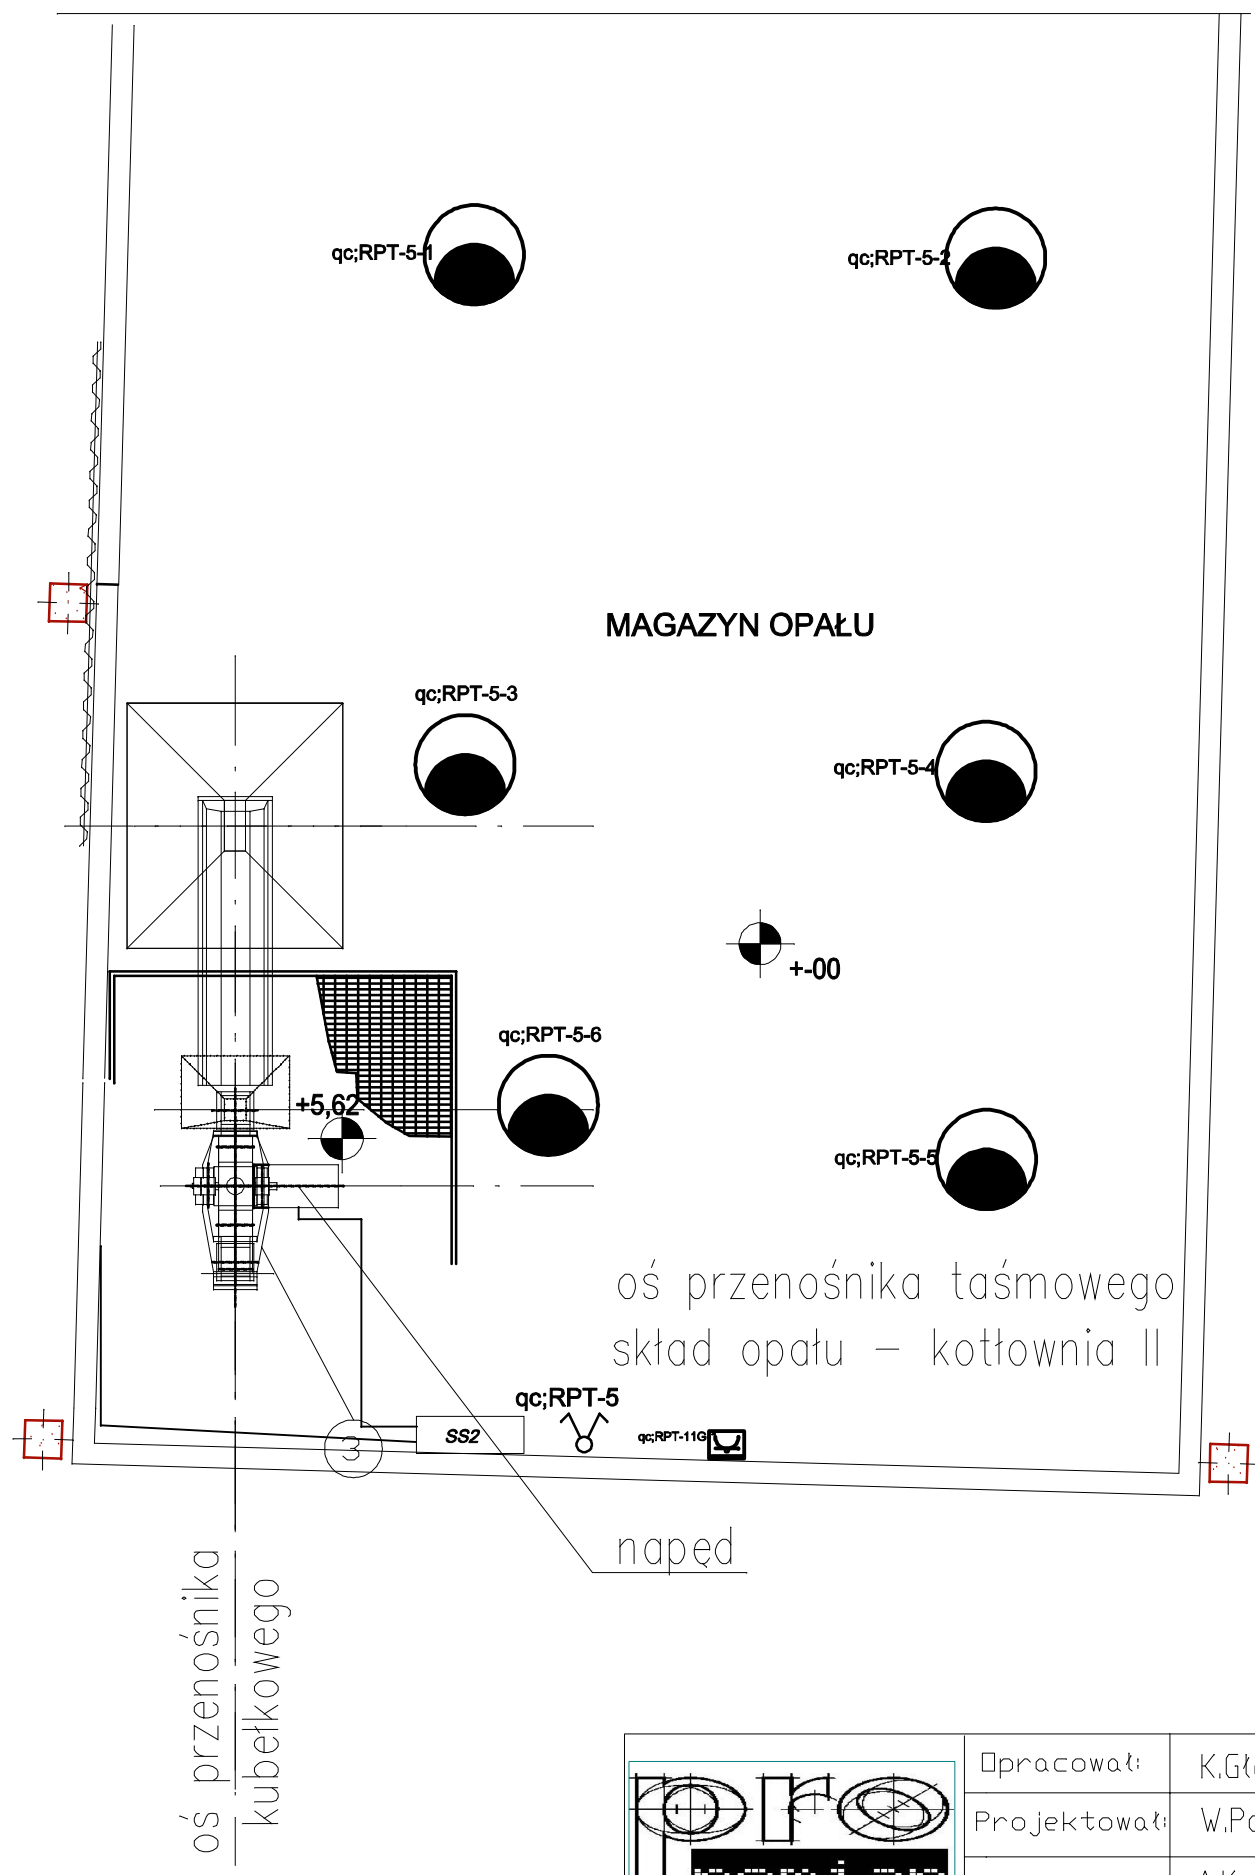 qc;RPT-5-1
qc;RPT-5-2
MAGAZYN OPAŁU
qc;RPT-5-3
qc;RPT-5-4
+-00
qc;RPT-5-6
+5,62
qc;RPT-5-5
oś przenośnika taśmowego
skład opału – kotłownia II
qc;RPT-5
SS2
qc;RPT-11G
3
napęd
oś przenośnika
kubełkowego
pro
Opracował:
Projektował: